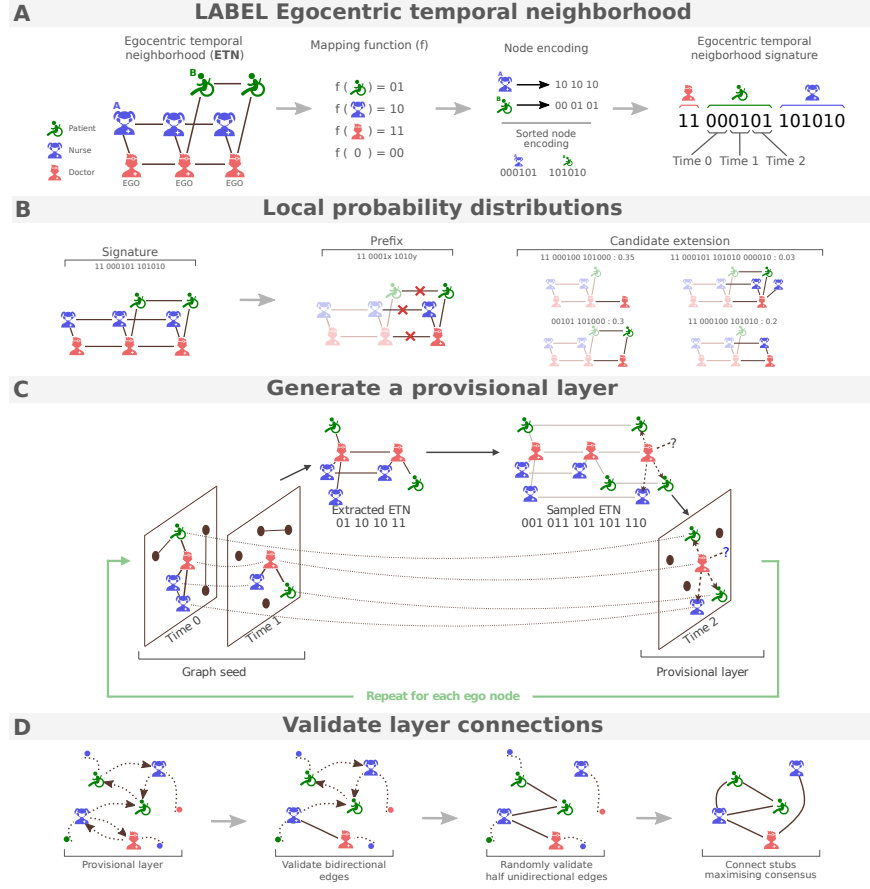 A LABEL Egocentric temporal neighborhood
Egocentric temporal
neighborhood (ETN)
B
A
Patient
Nurse
Doctor
EGO EGO EGO
Mapping function (f)
f ( ) = 01
f ( ) = 10
f ( ) = 11
f ( 0 ) = 00
Node encoding
A
10 10 10
B
00 01 01
Sorted node
encoding
000101 101010
Egocentric temporal
neigborhood signature
11 000101 101010
Time 0 Time 1 Time 2
B Local probability distributions
Signature
11 000101 101010
Prefix
11 0001x 1010y
Candidate extension
11 000100 101000 : 0.35
11 000101 101010 000010 : 0.03
00101 101000 : 0.3
11 000100 101010 : 0.2
C Generate a provisional layer
Extracted ETN
01 10 10 11
?
Sampled ETN
001 011 101 101 110
?
Time 0
Time 1
Time 2
Graph seed
Provisional layer
Repeat for each ego node
D Validate layer connections
Provisional layer
Validate bidirectional
edges
Randomly validate
half unidirectional edges
Connect stubs
maximising consensus